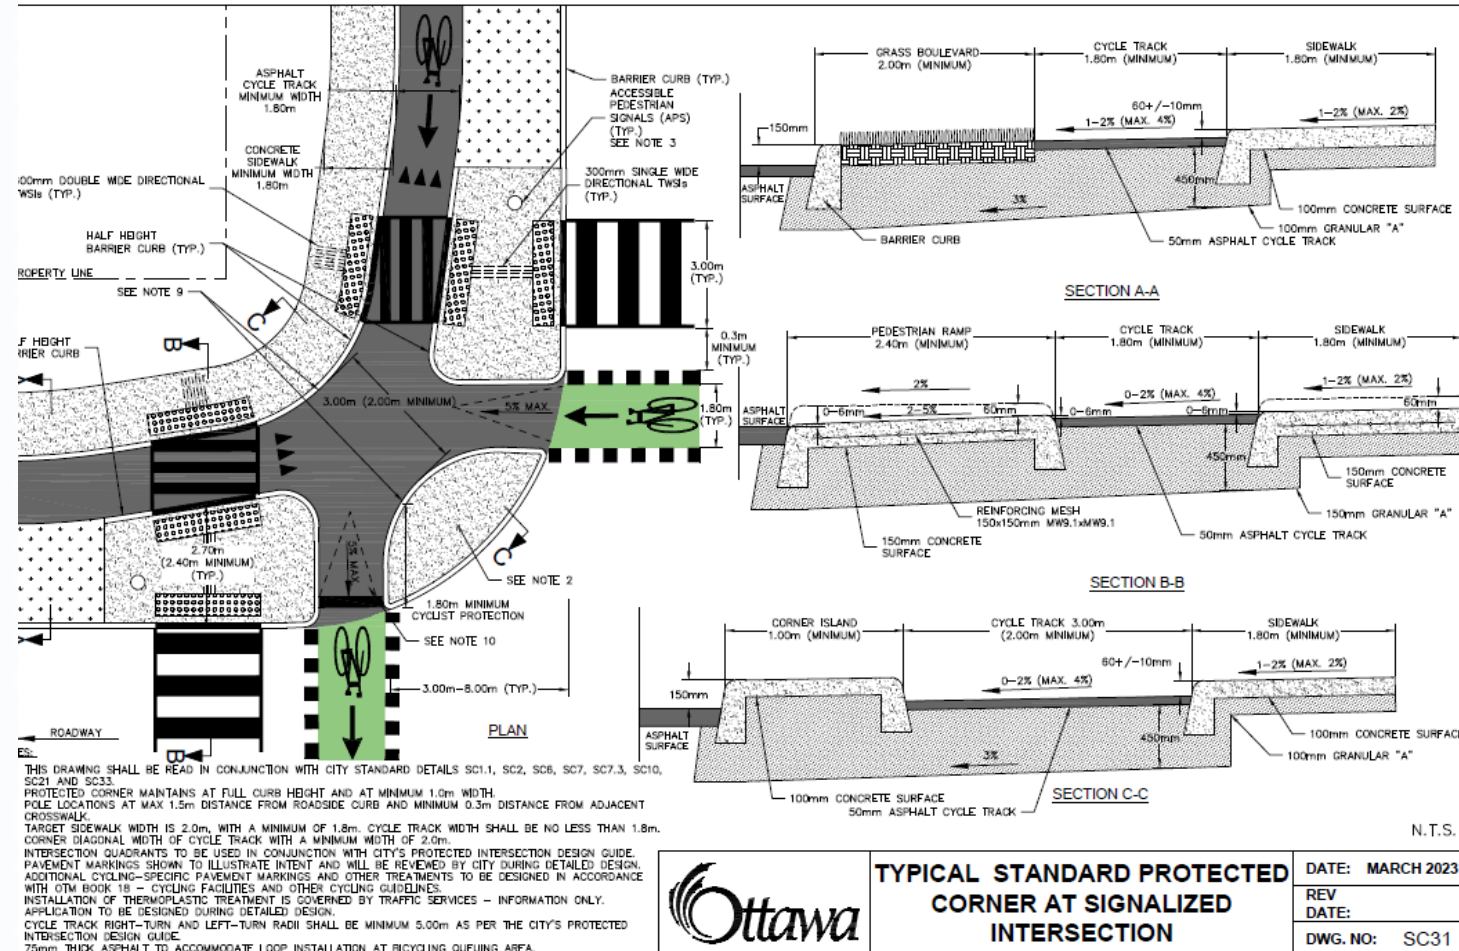 ASPHALT
CYCLE TRACK
MINIMUM WIDTH
1.80m
CONCRETE
SIDEWALK
MINIMUM WIDTH
1.80m
DOUBLE WIDE DIRECTIONAL
(TYP.)
HALF HEIGHT
BARRIER CURB (TYP.)
LINE
SEE NOTE 9
HEIGHT
CURB
BARRIER CURB (TYP.)
ACCESSIBLE
PEDESTRIAN
SIGNALS (APS)
(TYP.)
SEE NOTE 3
300mm SINGLE WIDE
DIRECTIONAL TWSIs
(TYP.)
3.00m
(TYP.)
0.3m
MINIMUM
(TYP.)
1.80m
(TYP.)
C
B
3.00m (2.00m MINIMUM)
5% MAX.
5% MAX.
2.70m
(2.40m MINIMUM)
(TYP.)
C
SEE NOTE 2
1.80m MINIMUM
CYCLIST PROTECTION
SEE NOTE 10
3.00m-8.00m (TYP.)
ROADWAY
B
PLAN
GRASS BOULEVARD
2.00m (MINIMUM)
CYCLE TRACK
1.80m (MINIMUM)
SIDEWALK
1.80m (MINIMUM)
60+/-10mm
150mm
1-2% (MAX. 4%)
1-2% (MAX. 2%)
ASPHALT
SURFACE
450mm
3%
100mm CONCRETE SURFACE
100mm GRANULAR "A"
BARRIER CURB
50mm ASPHALT CYCLE TRACK
SECTION A-A
PEDESTRIAN RAMP
2.40m (MINIMUM)
CYCLE TRACK
1.80m (MINIMUM)
SIDEWALK
1.80m (MINIMUM)
2%
0-2% (MAX. 4%)
1-2% (MAX. 2%)
ASPHALT
SURFACE
0-6mm
2-5%
60mm
0-6mm
0-6mm
60mm
450mm
150mm CONCRETE
SURFACE
REINFORCING MESH
150x150mm MW9.1xMW9.1
150mm GRANULAR "A"
150mm CONCRETE
SURFACE
50mm ASPHALT CYCLE TRACK
SECTION B-B
CORNER ISLAND
1.00m (MINIMUM)
CYCLE TRACK 3.00m
(2.00m MINIMUM)
SIDEWALK
1.80m (MINIMUM)
60+/-10mm
1-2% (MAX. 2%)
150mm
0-2% (MAX. 4%)
ASPHALT
SURFACE
450mm
100mm CONCRETE SURFACE
3%
100mm GRANULAR "A"
100mm CONCRETE SURFACE
50mm ASPHALT CYCLE TRACK
SECTION C-C
N.T.S.
THIS DRAWING SHALL BE READ IN CONJUNCTION WITH CITY STANDARD DETAILS SC1.1, SC2, SC6, SC7, SC7.3, SC10,
SC21 AND SC33.
PROTECTED CORNER MAINTAINS AT FULL CURB HEIGHT AND AT MINIMUM 1.0m WIDTH.
POLE LOCATIONS AT MAX 1.5m DISTANCE FROM ROADSIDE CURB AND MINIMUM 0.3m DISTANCE FROM ADJACENT
CROSSWALK.
TARGET SIDEWALK WIDTH IS 2.0m, WITH A MINIMUM OF 1.8m. CYCLE TRACK WIDTH SHALL BE NO LESS THAN 1.8m.
CORNER DIAGONAL WIDTH OF CYCLE TRACK WITH A MINIMUM WIDTH OF 2.0m.
INTERSECTION QUADRANTS TO BE USED IN CONJUNCTION WITH CITY'S PROTECTED INTERSECTION DESIGN GUIDE.
PAVEMENT MARKINGS SHOWN TO ILLUSTRATE INTENT AND WILL BE REVIEWED BY CITY DURING DETAILED DESIGN.
ADDITIONAL CYCLING-SPECIFIC PAVEMENT MARKINGS AND OTHER TREATMENTS TO BE DESIGNED IN ACCORDANCE
WITH OTM BOOK 18 - CYCLING FACILITIES AND OTHER CYCLING GUIDELINES.
INSTALLATION OF THERMOPLASTIC TREATMENT IS GOVERNED BY TRAFFIC SERVICES - INFORMATION ONLY.
APPLICATION TO BE DESIGNED DURING DETAILED DESIGN.
CYCLE TRACK RIGHT-TURN AND LEFT-TURN RADII SHALL BE MINIMUM 5.00m AS PER THE CITY'S PROTECTED
INTERSECTION DESIGN GUIDE.
75mm THICK ASPHALT TO ACCOMMODATE LOOP INSTALLATION AT BICYCLING QUEUING AREA.
Ottawa
TYPICAL STANDARD PROTECTED
CORNER AT SIGNALIZED
INTERSECTION
DATE: MARCH 2023
REV
DATE:
DWG. NO: SC31